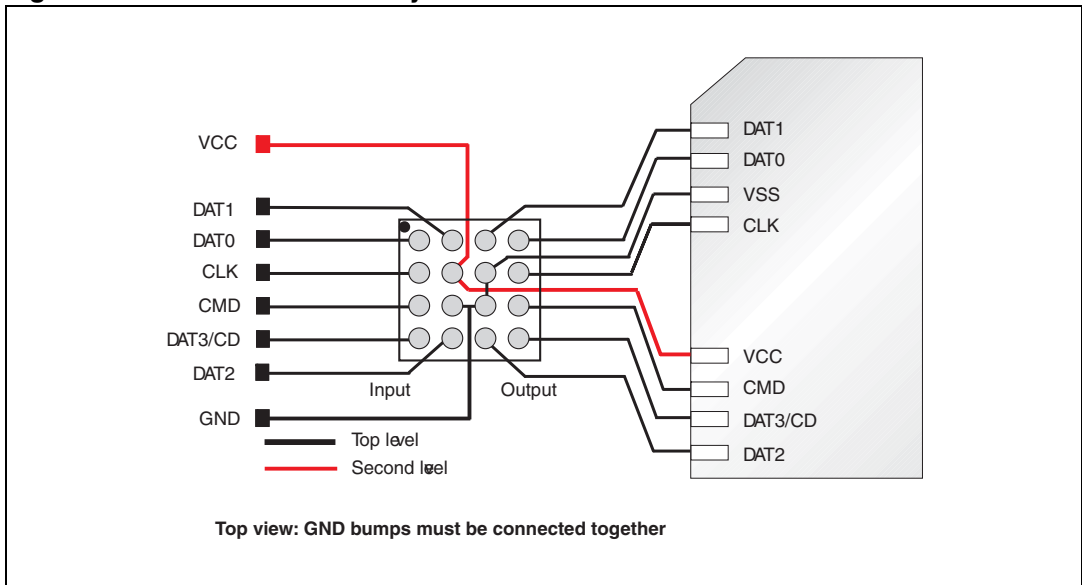 VCC
DAT1
DAT0
CLK
CMD
DAT3/CD
DAT2
GND
Input
Output
Top level
Second level
DAT1
DAT0
VSS
CLK
VCC
CMD
DAT3/CD
DAT2
Top view: GND bumps must be connected together